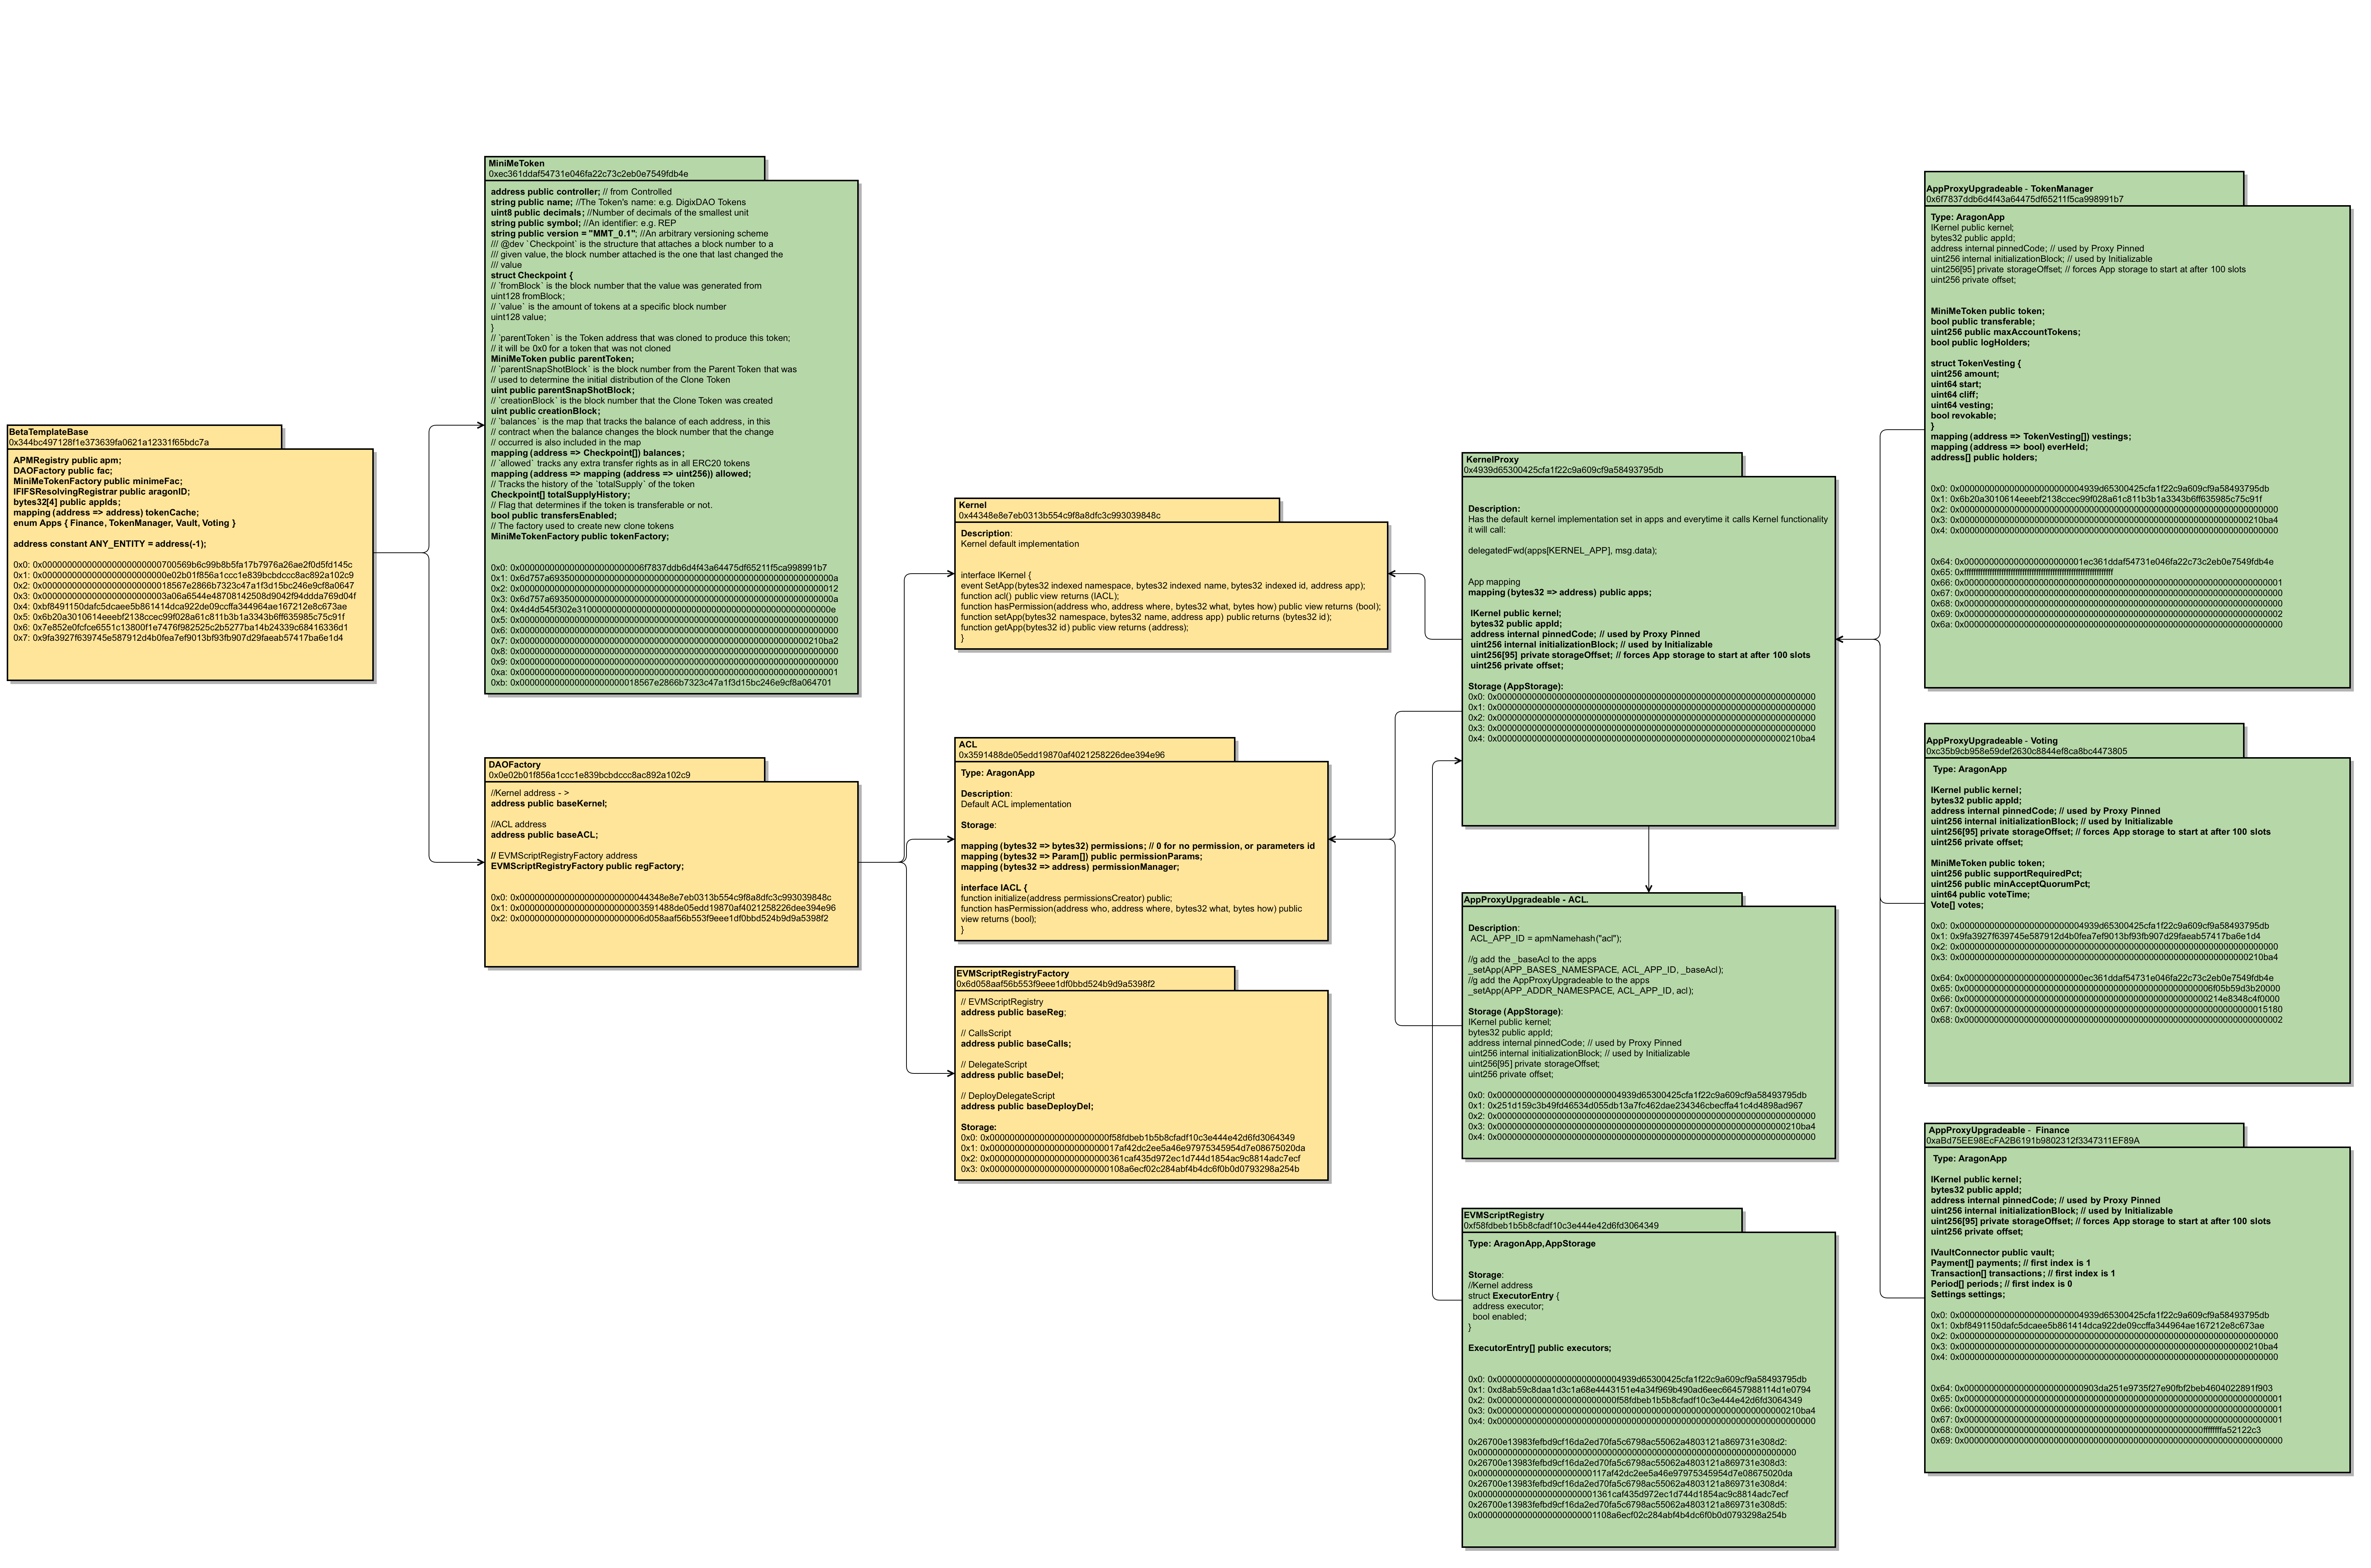 BetaTemplateBase
0x344bc497128f1e373639fa0621a12331f65bdc7a
APMRegistry public apm;
DAOFactory public fac;
MiniMeTokenFactory public minimeFac;
IFIFSResolvingRegistrar public aragonID;
bytes32[4] public appIds;
mapping (address => address) tokenCache;
enum Apps { Finance, TokenManager, Vault, Voting }
address constant ANY_ENTITY = address(-1);
0x0: 0x000000000000000000000000700569b6c99b8b5fa17b7976a26ae2f0d5fd145c
0x1: 0x0000000000000000000000000e02b01f856a1ccc1e839bcbdccc8ac892a102c9
0x2: 0x00000000000000000000000018567e2866b7323c47a1f3d15bc246e9cf8a0647
0x3: 0x0000000000000000000000003a06a6544e48708142508d9042f94ddda769d04f
0x4: 0xbf8491150dafc5dcaee5b861414dca922de09ccffa344964ae167212e8c673ae
0x5: 0x6b20a3010614eeebf2138ccec99f028a61c811b3b1a3343b6ff635985c75c91f
0x6: 0x7e852e0fcfce6551c13800f1e7476f982525c2b5277ba14b24339c68416336d1
0x7: 0x9fa3927f639745e587912d4b0fea7ef9013bf93fb907d29faeab57417ba6e1d4
MiniMeToken
0xec361ddaf54731e046fa22c73c2eb0e7549fdb4e
address public controller; // from Controlled
string public name; //The Token's name: e.g. DigixDAO Tokens
uint8 public decimals; //Number of decimals of the smallest unit
string public symbol; //An identifier: e.g. REP
string public version = "MMT_0.1"; //An arbitrary versioning scheme
/// @dev `Checkpoint` is the structure that attaches a block number to a
/// given value, the block number attached is the one that last changed the
/// value
struct Checkpoint {
// `fromBlock` is the block number that the value was generated from
uint128 fromBlock;
// `value` is the amount of tokens at a specific block number
uint128 value;
}
// `parentToken` is the Token address that was cloned to produce this token;
// it will be 0x0 for a token that was not cloned
MiniMeToken public parentToken;
// `parentSnapShotBlock` is the block number from the Parent Token that was
// used to determine the initial distribution of the Clone Token
uint public parentSnapShotBlock;
// `creationBlock` is the block number that the Clone Token was created
uint public creationBlock;
// `balances` is the map that tracks the balance of each address, in this
// contract when the balance changes the block number that the change
// occurred is also included in the map
mapping (address => Checkpoint[]) balances;
// `allowed` tracks any extra transfer rights as in all ERC20 tokens
mapping (address => mapping (address => uint256)) allowed;
// Tracks the history of the `totalSupply` of the token
Checkpoint[] totalSupplyHistory;
// Flag that determines if the token is transferable or not.
bool public transfersEnabled;
// The factory used to create new clone tokens
MiniMeTokenFactory public tokenFactory;
0x0: 0x0000000000000000000000006f7837ddb6d4f43a64475df65211f5ca998991b7
0x1: 0x6d757a693500000000000000000000000000000000000000000000000000000a
0x2: 0x0000000000000000000000000000000000000000000000000000000000000012
0x3: 0x6d757a693500000000000000000000000000000000000000000000000000000a
0x4: 0x4d4d545f302e310000000000000000000000000000000000000000000000000e
0x5: 0x0000000000000000000000000000000000000000000000000000000000000000
0x6: 0x0000000000000000000000000000000000000000000000000000000000000000
0x7: 0x0000000000000000000000000000000000000000000000000000000000210ba2
0x8: 0x0000000000000000000000000000000000000000000000000000000000000000
0x9: 0x0000000000000000000000000000000000000000000000000000000000000000
0xa: 0x0000000000000000000000000000000000000000000000000000000000000001
0xb: 0x000000000000000000000018567e2866b7323c47a1f3d15bc246e9cf8a064701
DAOFactory
0x0e02b01f856a1ccc1e839bcbdccc8ac892a102c9
//Kernel address - >
address public baseKernel;
//ACL address
address public baseACL;
// EVMScriptRegistryFactory address
EVMScriptRegistryFactory public regFactory;
0x0: 0x00000000000000000000000044348e8e7eb0313b554c9f8a8dfc3c993039848c
0x1: 0x0000000000000000000000003591488de05edd19870af4021258226dee394e96
0x2: 0x0000000000000000000000006d058aaf56b553f9eee1df0bbd524b9d9a5398f2
Kernel
0x44348e8e7eb0313b554c9f8a8dfc3c993039848c
Description:
Kernel default implementation
interface IKernel {
event SetApp(bytes32 indexed namespace, bytes32 indexed name, bytes32 indexed id, address app);
function acl() public view returns (IACL);
function hasPermission(address who, address where, bytes32 what, bytes how) public view returns (bool);
function setApp(bytes32 namespace, bytes32 name, address app) public returns (bytes32 id);
function getApp(bytes32 id) public view returns (address);
}
ACL
0x3591488de05edd19870af4021258226dee394e96
Type: AragonApp
Description:
Default ACL implementation
Storage:
mapping (bytes32 => bytes32) permissions; // 0 for no permission, or parameters id
mapping (bytes32 => Param[]) public permissionParams;
mapping (bytes32 => address) permissionManager;
interface IACL {
function initialize(address permissionsCreator) public;
function hasPermission(address who, address where, bytes32 what, bytes how) public
view returns (bool);
}
EVMScriptRegistryFactory
0x6d058aaf56b553f9eee1df0bbd524b9d9a5398f2
// EVMScriptRegistry
address public baseReg;
// CallsScript
address public baseCalls;
// DelegateScript
address public baseDel;
// DeployDelegateScript
address public baseDeployDel;
Storage:
0x0: 0x000000000000000000000000f58fdbeb1b5b8cfadf10c3e444e42d6fd3064349
0x1: 0x00000000000000000000000017af42dc2ee5a46e97975345954d7e08675020da
0x2: 0x000000000000000000000000361caf435d972ec1d744d1854ac9c8814adc7ecf
0x3: 0x000000000000000000000000108a6ecf02c284abf4b4dc6f0b0d0793298a254b
KernelProxy
0x4939d65300425cfa1f22c9a609cf9a58493795db
Description:
Has the default kernel implementation set in apps and everytime it calls Kernel functionality
it will call:
delegatedFwd(apps[KERNEL_APP], msg.data);
App mapping
mapping (bytes32 => address) public apps;
IKernel public kernel;
bytes32 public appId;
address internal pinnedCode; // used by Proxy Pinned
uint256 internal initializationBlock; // used by Initializable
uint256[95] private storageOffset; // forces App storage to start at after 100 slots
uint256 private offset;
Storage (AppStorage):
0x0: 0x0000000000000000000000000000000000000000000000000000000000000000
0x1: 0x0000000000000000000000000000000000000000000000000000000000000000
0x2: 0x0000000000000000000000000000000000000000000000000000000000000000
0x3: 0x0000000000000000000000000000000000000000000000000000000000000000
0x4: 0x0000000000000000000000000000000000000000000000000000000000210ba4
AppProxyUpgradeable - ACL.
Description:
ACL_APP_ID = apmNamehash("acl");
//g add the _baseAcl to the apps
_setApp(APP_BASES_NAMESPACE, ACL_APP_ID, _baseAcl);
//g add the AppProxyUpgradeable to the apps
_setApp(APP_ADDR_NAMESPACE, ACL_APP_ID, acl);
Storage (AppStorage):
IKernel public kernel;
bytes32 public appId;
address internal pinnedCode; // used by Proxy Pinned
uint256 internal initializationBlock; // used by Initializable
uint256[95] private storageOffset;
uint256 private offset;
0x0: 0x0000000000000000000000004939d65300425cfa1f22c9a609cf9a58493795db
0x1: 0x251d159c3b49fd46534d055db13a7fc462dae234346cbecffa41c4d4898ad967
0x2: 0x0000000000000000000000000000000000000000000000000000000000000000
0x3: 0x0000000000000000000000000000000000000000000000000000000000210ba4
0x4: 0x0000000000000000000000000000000000000000000000000000000000000000
EVMScriptRegistry
0xf58fdbeb1b5b8cfadf10c3e444e42d6fd3064349
Type: AragonApp,AppStorage
Storage:
//Kernel address
struct ExecutorEntry {
address executor;
bool enabled;
}
ExecutorEntry[] public executors;
0x0: 0x0000000000000000000000004939d65300425cfa1f22c9a609cf9a58493795db
0x1: 0xd8ab59c8daa1d3c1a68e4443151e4a34f969b490ad6eec66457988114d1e0794
0x2: 0x000000000000000000000000f58fdbeb1b5b8cfadf10c3e444e42d6fd3064349
0x3: 0x0000000000000000000000000000000000000000000000000000000000210ba4
0x4: 0x0000000000000000000000000000000000000000000000000000000000000000
0x26700e13983fefbd9cf16da2ed70fa5c6798ac55062a4803121a869731e308d2:
0x0000000000000000000000000000000000000000000000000000000000000000
0x26700e13983fefbd9cf16da2ed70fa5c6798ac55062a4803121a869731e308d3:
0x00000000000000000000000117af42dc2ee5a46e97975345954d7e08675020da
0x26700e13983fefbd9cf16da2ed70fa5c6798ac55062a4803121a869731e308d4:
0x000000000000000000000001361caf435d972ec1d744d1854ac9c8814adc7ecf
0x26700e13983fefbd9cf16da2ed70fa5c6798ac55062a4803121a869731e308d5:
0x000000000000000000000001108a6ecf02c284abf4b4dc6f0b0d0793298a254b
AppProxyUpgradeable - TokenManager
0x6f7837ddb6d4f43a64475df65211f5ca998991b7
Type: AragonApp
IKernel public kernel;
bytes32 public appId;
address internal pinnedCode; // used by Proxy Pinned
uint256 internal initializationBlock; // used by Initializable
uint256[95] private storageOffset; // forces App storage to start at after 100 slots
uint256 private offset;
MiniMeToken public token;
bool public transferable;
uint256 public maxAccountTokens;
bool public logHolders;
struct TokenVesting {
uint256 amount;
uint64 start;
uint64 cliff;
uint64 vesting;
bool revokable;
}
mapping (address => TokenVesting[]) vestings;
mapping (address => bool) everHeld;
address[] public holders;
0x0: 0x0000000000000000000000004939d65300425cfa1f22c9a609cf9a58493795db
0x1: 0x6b20a3010614eeebf2138ccec99f028a61c811b3b1a3343b6ff635985c75c91f
0x2: 0x0000000000000000000000000000000000000000000000000000000000000000
0x3: 0x0000000000000000000000000000000000000000000000000000000000210ba4
0x4: 0x0000000000000000000000000000000000000000000000000000000000000000
0x64: 0x00000000000000000000001ec361ddaf54731e046fa22c73c2eb0e7549fdb4e
0x65: 0xffffffffffffffffffffffffffffffffffffffffffffffffffffffffffffffff
0x66: 0x0000000000000000000000000000000000000000000000000000000000000001
0x67: 0x0000000000000000000000000000000000000000000000000000000000000000
0x68: 0x0000000000000000000000000000000000000000000000000000000000000000
0x69: 0x0000000000000000000000000000000000000000000000000000000000000002
0x6a: 0x0000000000000000000000000000000000000000000000000000000000000000
AppProxyUpgradeable - Voting
0xc35b9cb958e59def2630c8844ef8ca8bc4473805
Type: AragonApp
IKernel public kernel;
bytes32 public appId;
address internal pinnedCode; // used by Proxy Pinned
uint256 internal initializationBlock; // used by Initializable
uint256[95] private storageOffset; // forces App storage to start at after 100 slots
uint256 private offset;
MiniMeToken public token;
uint256 public supportRequiredPct;
uint256 public minAcceptQuorumPct;
uint64 public voteTime;
Vote[] votes;
0x0: 0x0000000000000000000000004939d65300425cfa1f22c9a609cf9a58493795db
0x1: 0x9fa3927f639745e587912d4b0fea7ef9013bf93fb907d29faeab57417ba6e1d4
0x2: 0x0000000000000000000000000000000000000000000000000000000000000000
0x3: 0x0000000000000000000000000000000000000000000000000000000000210ba4
0x64: 0x000000000000000000000000ec361ddaf54731e046fa22c73c2eb0e7549fdb4e
0x65: 0x00000000000000000000000000000000000000000000000006f05b59d3b20000
0x66: 0x00000000000000000000000000000000000000000000000000214e8348c4f0000
0x67: 0x0000000000000000000000000000000000000000000000000000000000015180
0x68: 0x0000000000000000000000000000000000000000000000000000000000000002
AppProxyUpgradeable - Finance
0xaBd75EE98EcFA2B6191b9802312f3347311EF89A
Type: AragonApp
IKernel public kernel;
bytes32 public appId;
address internal pinnedCode; // used by Proxy Pinned
uint256 internal initializationBlock; // used by Initializable
uint256[95] private storageOffset; // forces App storage to start at after 100 slots
uint256 private offset;
IVaultConnector public vault;
Payment[] payments; // first index is 1
Transaction[] transactions; // first index is 1
Period[] periods; // first index is 0
Settings settings;
0x0: 0x0000000000000000000000004939d65300425cfa1f22c9a609cf9a58493795db
0x1: 0xbf8491150dafc5dcaee5b861414dca922de09ccffa344964ae167212e8c673ae
0x2: 0x0000000000000000000000000000000000000000000000000000000000000000
0x3: 0x0000000000000000000000000000000000000000000000000000000000210ba4
0x4: 0x0000000000000000000000000000000000000000000000000000000000000000
0x64: 0x000000000000000000000000903da251e9735f27e90fbf2beb4604022891f903
0x65: 0x0000000000000000000000000000000000000000000000000000000000000001
0x66: 0x0000000000000000000000000000000000000000000000000000000000000001
0x67: 0x0000000000000000000000000000000000000000000000000000000000000001
0x68: 0x000000000000000000000000000000000000000000000000ffffffffa52122c3
0x69: 0x0000000000000000000000000000000000000000000000000000000000000000